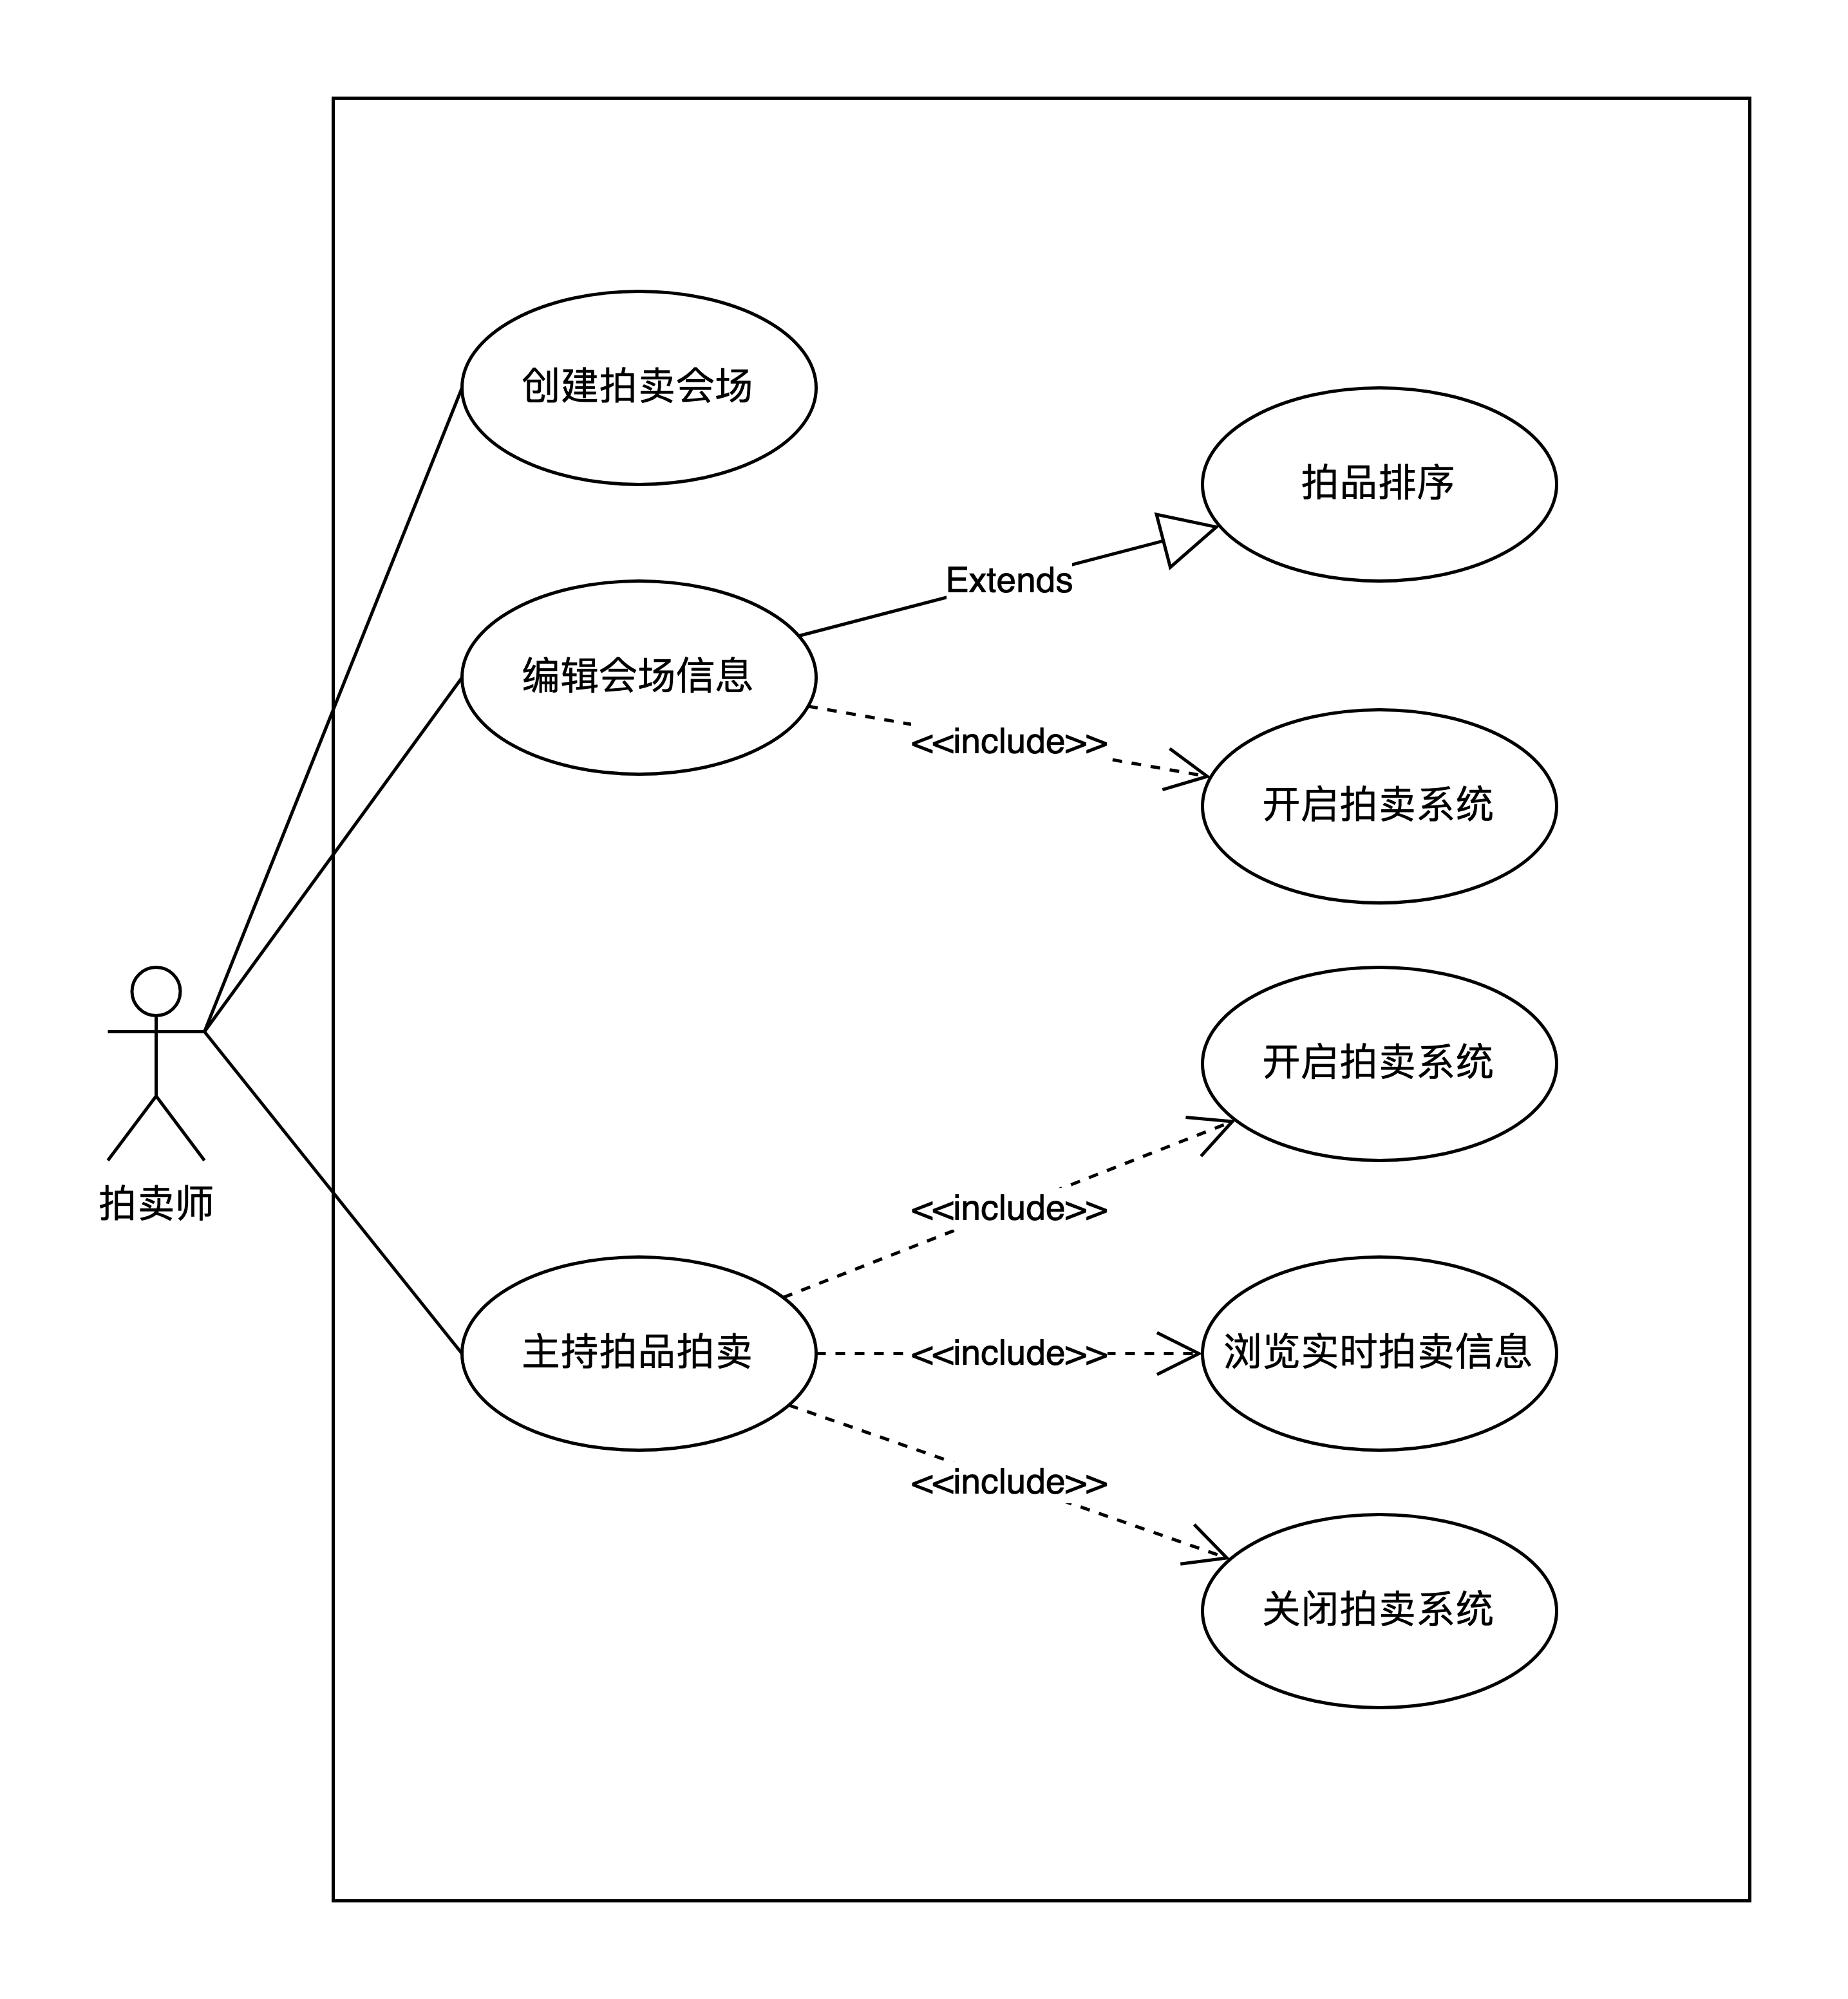 创建拍卖会场
拍品排序
Extends
编辑会场信息
<<include>>
开启拍卖系统
开启拍卖系统
拍卖师
<<include>>
主持拍品拍卖
<<include>>
浏览实时拍卖信息
<<include>>
关闭拍卖系统